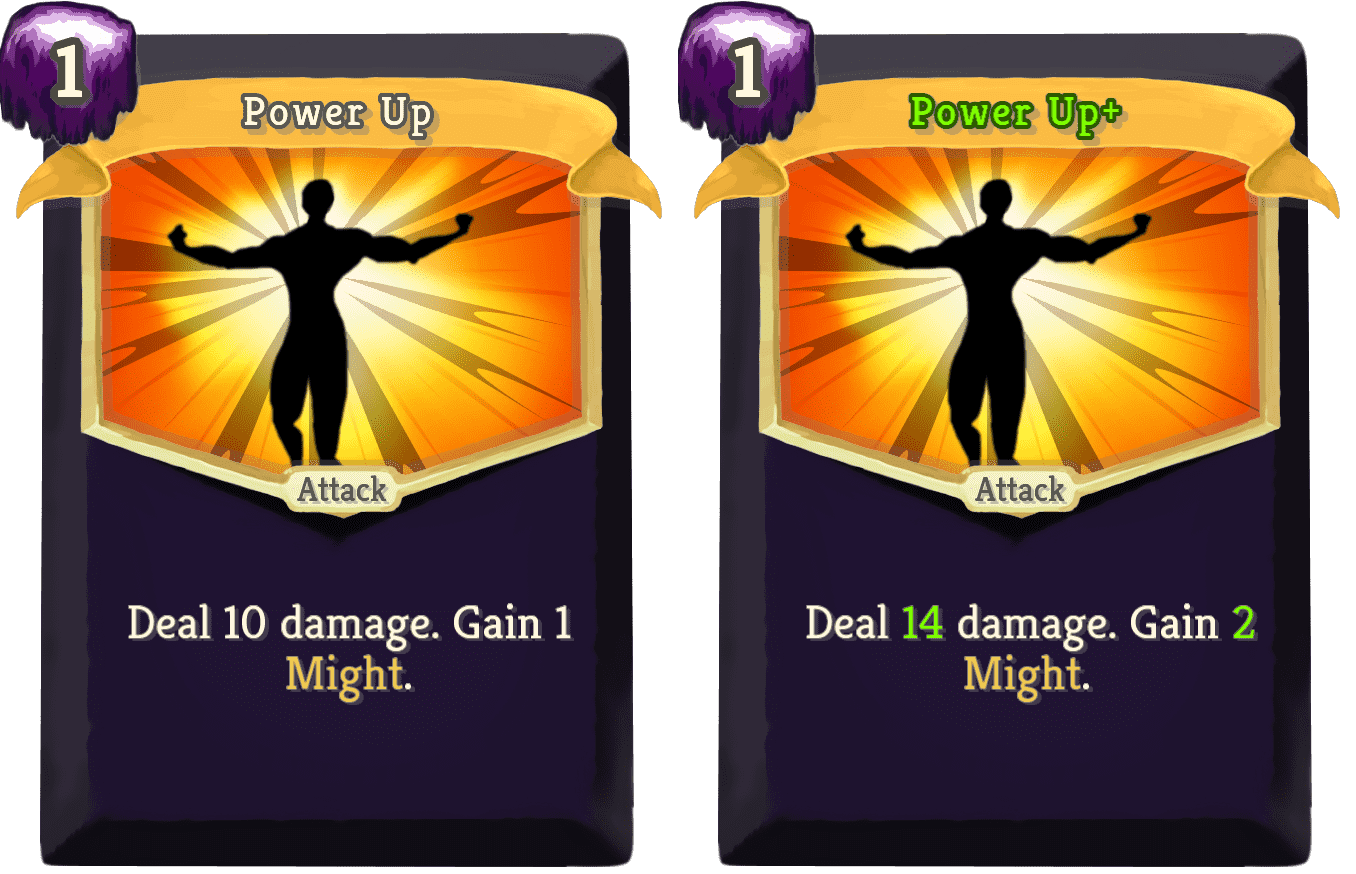 1
Power Up
Attack
Deal 10 damage. Gain 1
Might.
1
Power Up+
Attack
Deal 14 damage. Gain 2
Might.